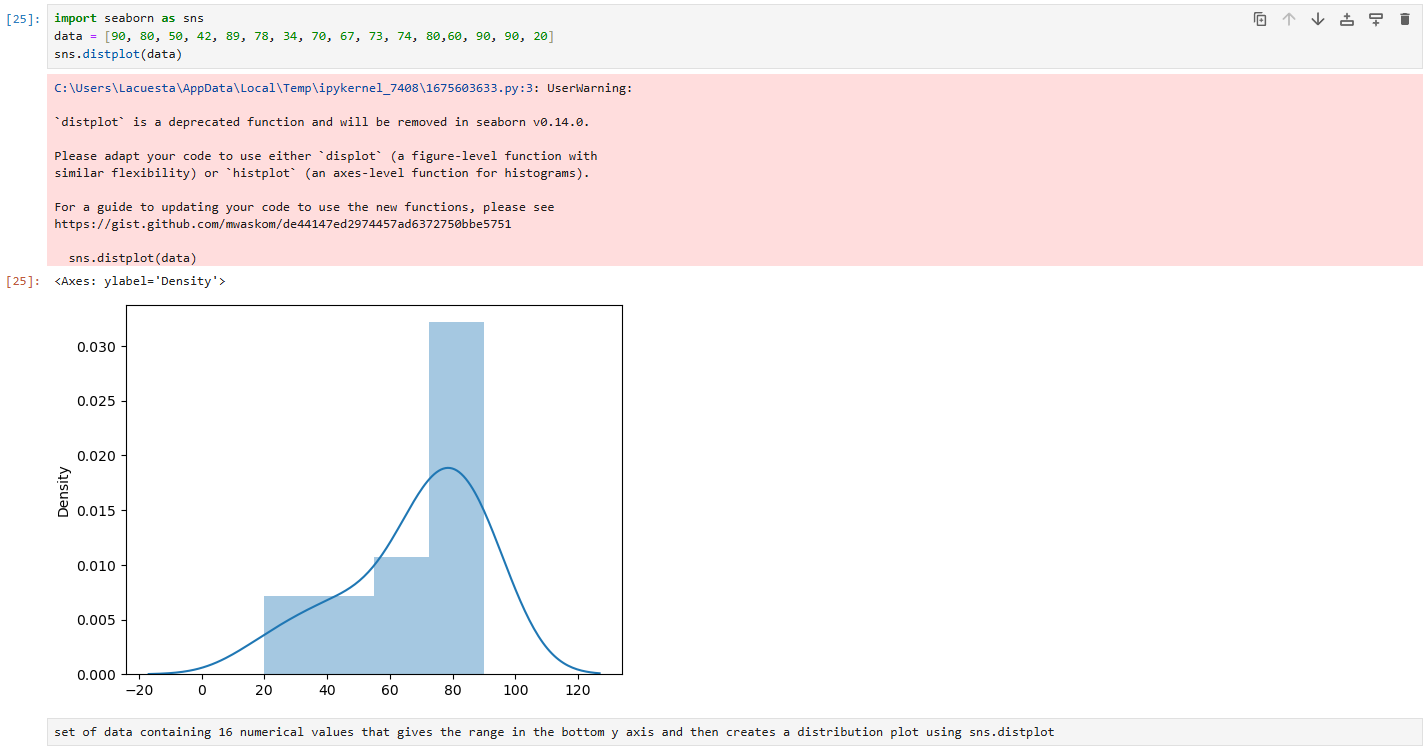 [25]: import seaborn as sns
data = [90, 80, 50, 42, 89, 78, 34, 70, 67, 73, 74, 80,60, 90, 90, 20]
sns.distplot(data)
C:\Users\Lacuesta\AppData\Local\Temp\ipykernel_7408\1675603633.py:3: UserWarning:
`distplot` is a deprecated function and will be removed in seaborn v0.14.0.
Please adapt your code to use either `displot` (a figure-level function with
similar flexibility) or `histplot` (an axes-level function for histograms).
For a guide to updating your code to use the new functions, please see
https://gist.github.com/mwaskom/de44147ed2974457ad6372750bbe5751
sns.distplot(data)
[25]: <Axes: ylabel='Density'>
0.030
0.025
0.020
0.015
0.010
0.005
0.000
Density
−20 0 20 40 60 80 100 120
set of data containing 16 numerical values that gives the range in the bottom y axis and then creates a distribution plot using sns.distplot